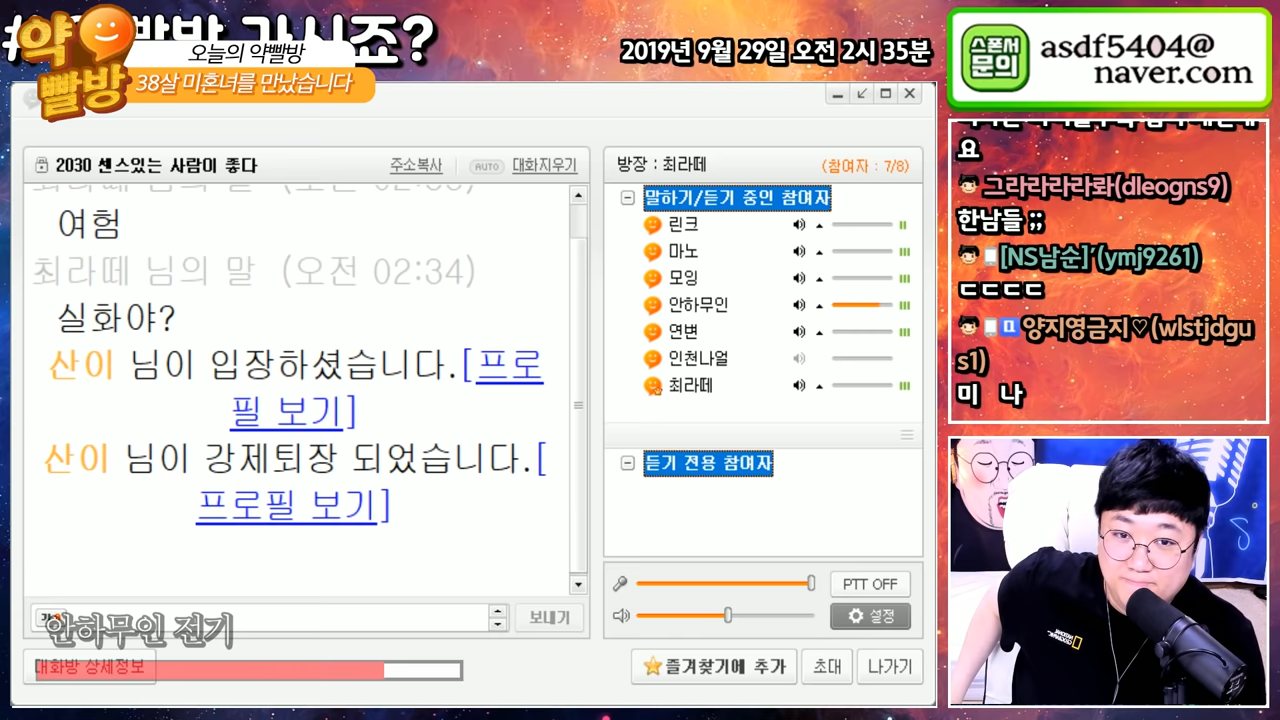 약빨방
오늘의 약빨방
38살 미혼녀를 만났습니다
2019년 9월 29일 오전 2시 35분
스폰서
문의
asdf5404@
naver.com
2030 센스있는 사람이 좋다
주소복사
AUTO
대화지우기
여험
최라떼 님의 말 (오전 02:34)
실화야?
산이 님이 입장하셨습니다.[프로
필 보기]
산이 님이 강제퇴장 되었습니다.[
프로필 보기]
보내기
안하무인 전기
대화방 상세정보
방장 : 최라떼
(참여자 : 7/8)
말하기/듣기 중인 참여자
린크
마노
모잉
안하무인
연변
인천나얼
최라떼
듣기 전용 참여자
PTT OFF
설정
즐겨찾기에 추가
초대
나가기
요
그라라라라롸(dleogns9)
한남들 ;;
[NS남순]´(ymj9261)
ㄷㄷㄷㄷ
양지영금지♡(wlstjdgu
s1)
미 나